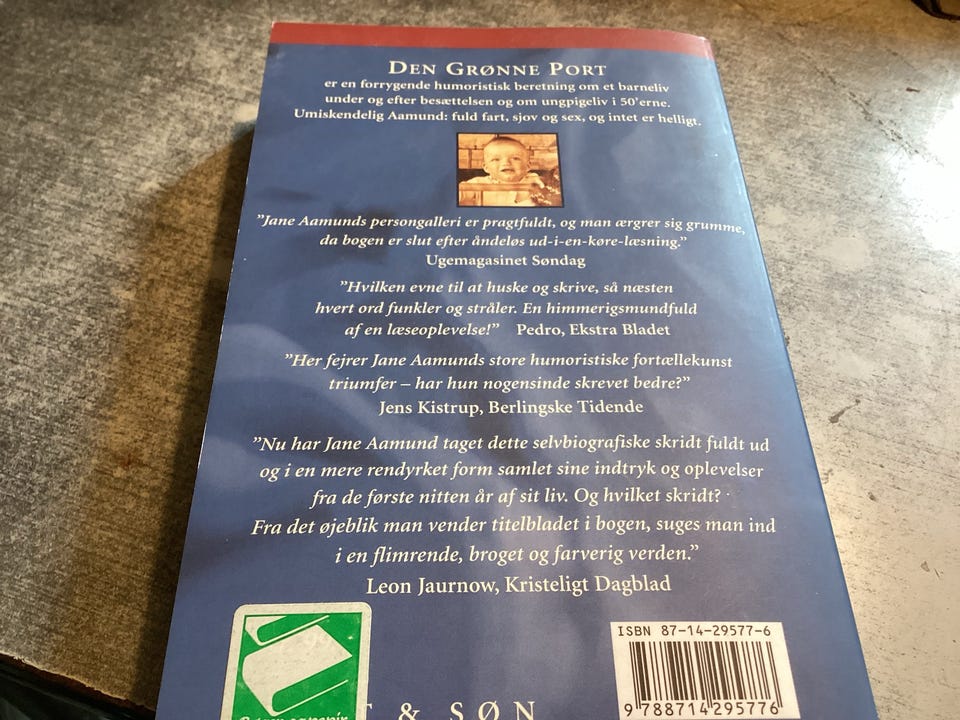 DEN GRØNNE PORT
er en forrygende humoristisk beretning om et barneliv
under og efter besættelsen og om ungpigeliv i 50'erne.
Umiskendelig Aamund: fuld fart, sjov og sex, og intet er helligt.
"Jane Aamunds persongalleri er pragtfuldt, og man ærgrer sig grumme,
da bogen er slut efter åndeløs ud-i-en-køre-læsning."
Ugemagasinet Søndag
"Hvilken evne til at huske og skrive, så næsten
hvert ord funkler og stråler. En himmerigsmundfuld
af en læseoplevelse!" Pedro, Ekstra Bladet
"Her fejrer Jane Aamunds store humoristiske fortællekunst
triumfer – har hun nogensinde skrevet bedre?"
Jens Kistrup, Berlingske Tidende
"Nu har Jane Aamund taget dette selvbiografiske skridt fuldt ud
og i en mere rendyrket form samlet sine indtryk og oplevelser
fra de første nitten år af sit liv. Og hvilket skridt?
Fra det øjeblik man vender titelbladet i bogen, suges man ind
i en flimrende, broget og farverig verden."
Leon Jaurnow, Kristeligt Dagblad
ISBN 87-14-29577-6
9 788714 295776
& SØN